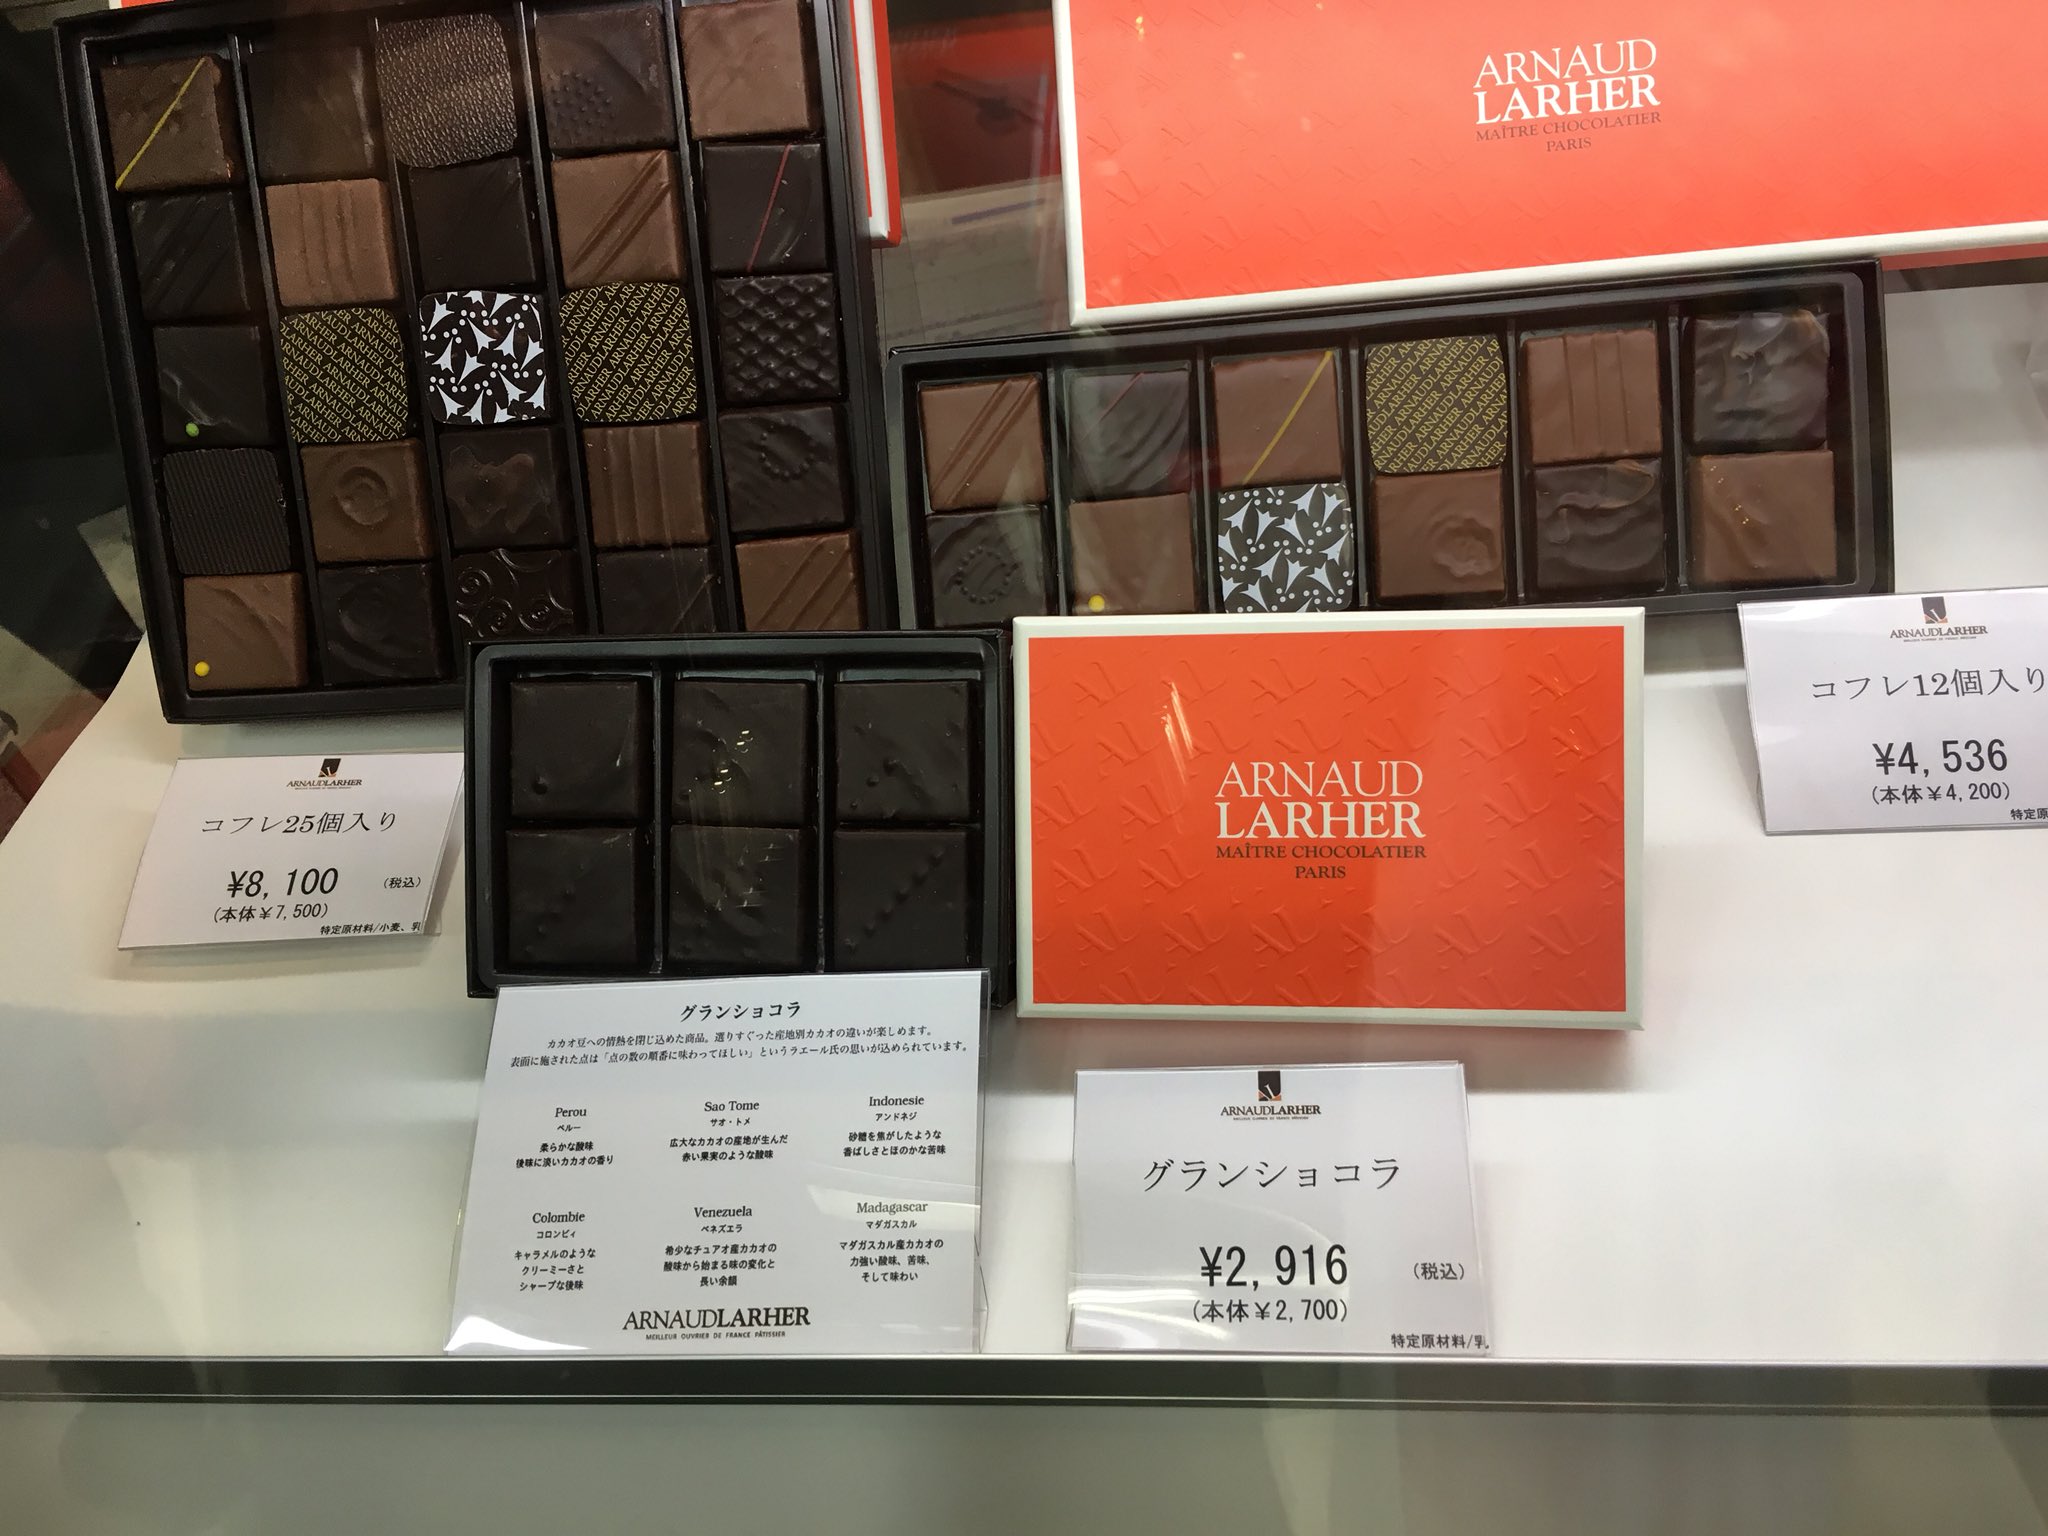 ARNAUD
LARHER
MAÎTRE CHOCOLATIER
PARIS
ARNAUDLARHER
コフレ12個入り
¥4,536
(本体¥4,200)
特定原
ARNAUDLARHER
コフレ25個入り
¥8,100 (税込)
(本体¥7,500)
特定原材料/小麦、乳
ARNAUD
LARHER
MAÎTRE CHOCOLATIER
PARIS
グランショコラ
カカオ豆への情熱を閉じ込めた商品。選りすぐった産地別カカオの違いが楽しめます。
表面に施された点は「点の数の順番に味わってほしい」というラエール氏の思いが込められています。
Perou
ペルー
柔らかな酸味
後味に淡いカカオの香り
Sao Tome
サオ・トメ
広大なカカオの産地が生んだ
赤い果実のような酸味
Indonesie
アンドネジ
砂糖を焦がしたような
香ばしさとほのかな苦味
Colombie
コロンビィ
キャラメルのような
クリーミーさと
シャープな後味
Venezuela
ベネズエラ
希少なチュアオ産カカオの
酸味から始まる味の変化と
長い余韻
Madagascar
マダガスカル
マダガスカル産カカオの
力強い酸味、苦味、
そして味わい
ARNAUDLARHER
MEILLEUR OUVRIER DE FRANCE PÂTISSIER
ARNAUDLARHER
MEILLEUR OUVRIER DE FRANCE PÂTISSIER
グランショコラ
¥2,916 (税込)
(本体¥2,700)
特定原材料/乳